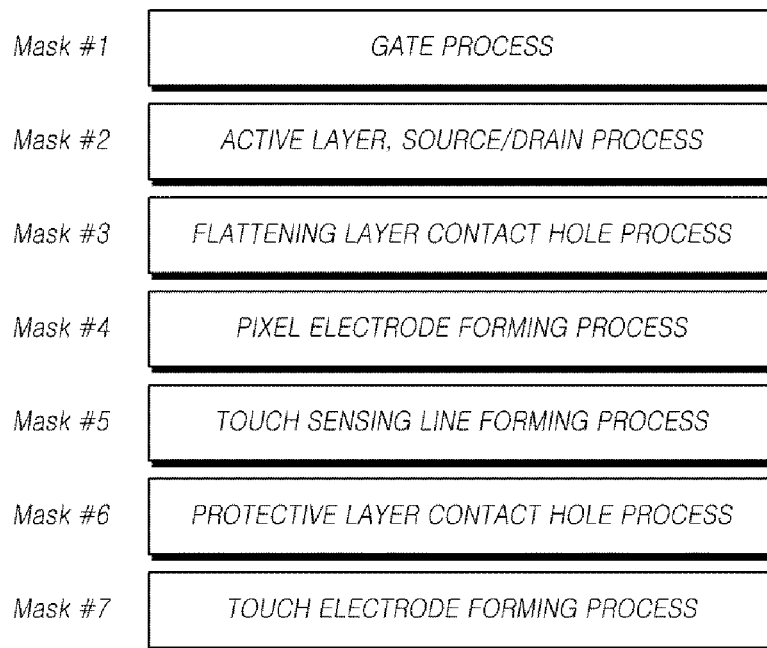 Mask #1 GATE PROCESS
Mask #2 ACTIVE LAYER, SOURCE/DRAIN PROCESS
Mask #3 FLATTENING LAYER CONTACT HOLE PROCESS
Mask #4 PIXEL ELECTRODE FORMING PROCESS
Mask #5 TOUCH SENSING LINE FORMING PROCESS
Mask #6 PROTECTIVE LAYER CONTACT HOLE PROCESS
Mask #7 TOUCH ELECTRODE FORMING PROCESS